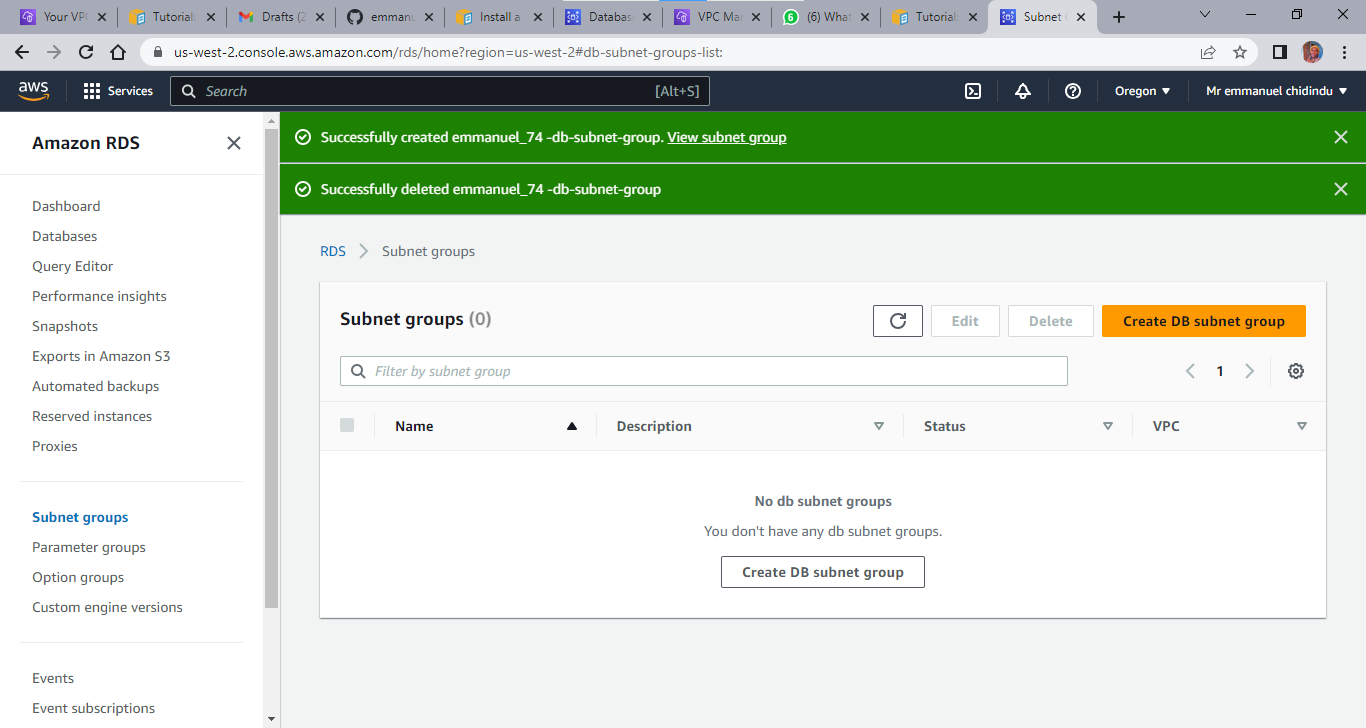 Your VPC
Tutorial:
Drafts (2
emmanu
Install a
Databas
VPC Ma
6
(6) What
Tutorial:
Subnet
us-west-2.console.aws.amazon.com/rds/home?region=us-west-2#db-subnet-groups-list:
aws
Services
Search
[Alt+S]
Oregon
Mr emmanuel chidindu
Amazon RDS
Dashboard
Databases
Query Editor
Performance insights
Snapshots
Exports in Amazon S3
Automated backups
Reserved instances
Proxies
Subnet groups
Parameter groups
Option groups
Custom engine versions
Events
Event subscriptions
Successfully created emmanuel_74 -db-subnet-group. View subnet group
Successfully deleted emmanuel_74 -db-subnet-group
RDS
Subnet groups
Subnet groups (0)
Edit
Delete
Create DB subnet group
Filter by subnet group
1
Name
Description
Status
VPC
No db subnet groups
You don't have any db subnet groups.
Create DB subnet group